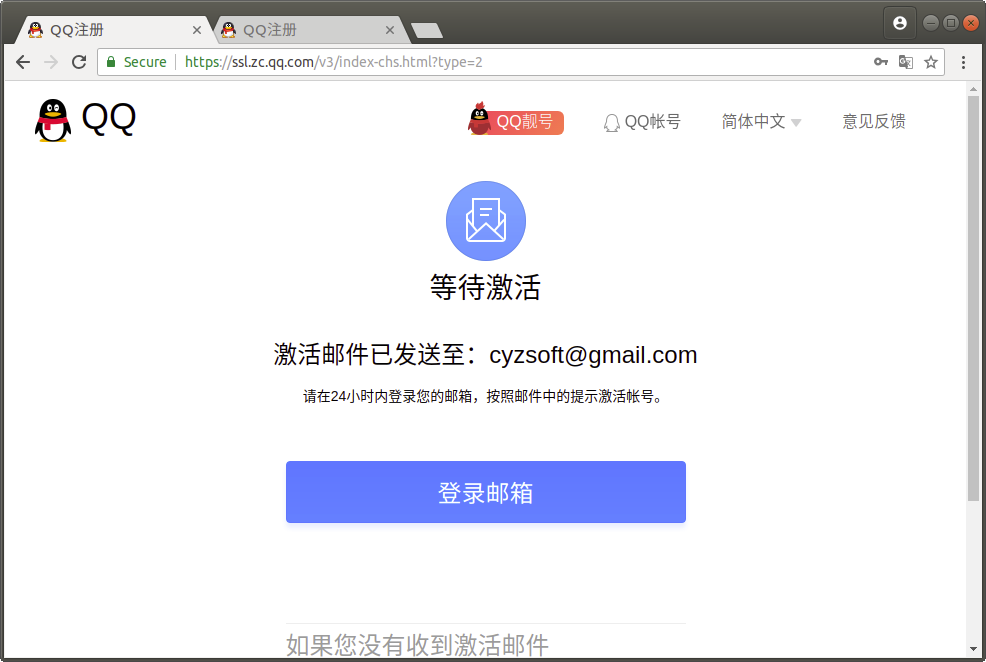 QQ注册
QQ注册
Secure
https://ssl.zc.qq.com/v3/index-chs.html?type=2
QQ
QQ靓号
QQ帐号
简体中文
意见反馈
等待激活
激活邮件已发送至：cyzsoft@gmail.com
请在24小时内登录您的邮箱，按照邮件中的提示激活帐号。
登录邮箱
如果您没有收到激活邮件